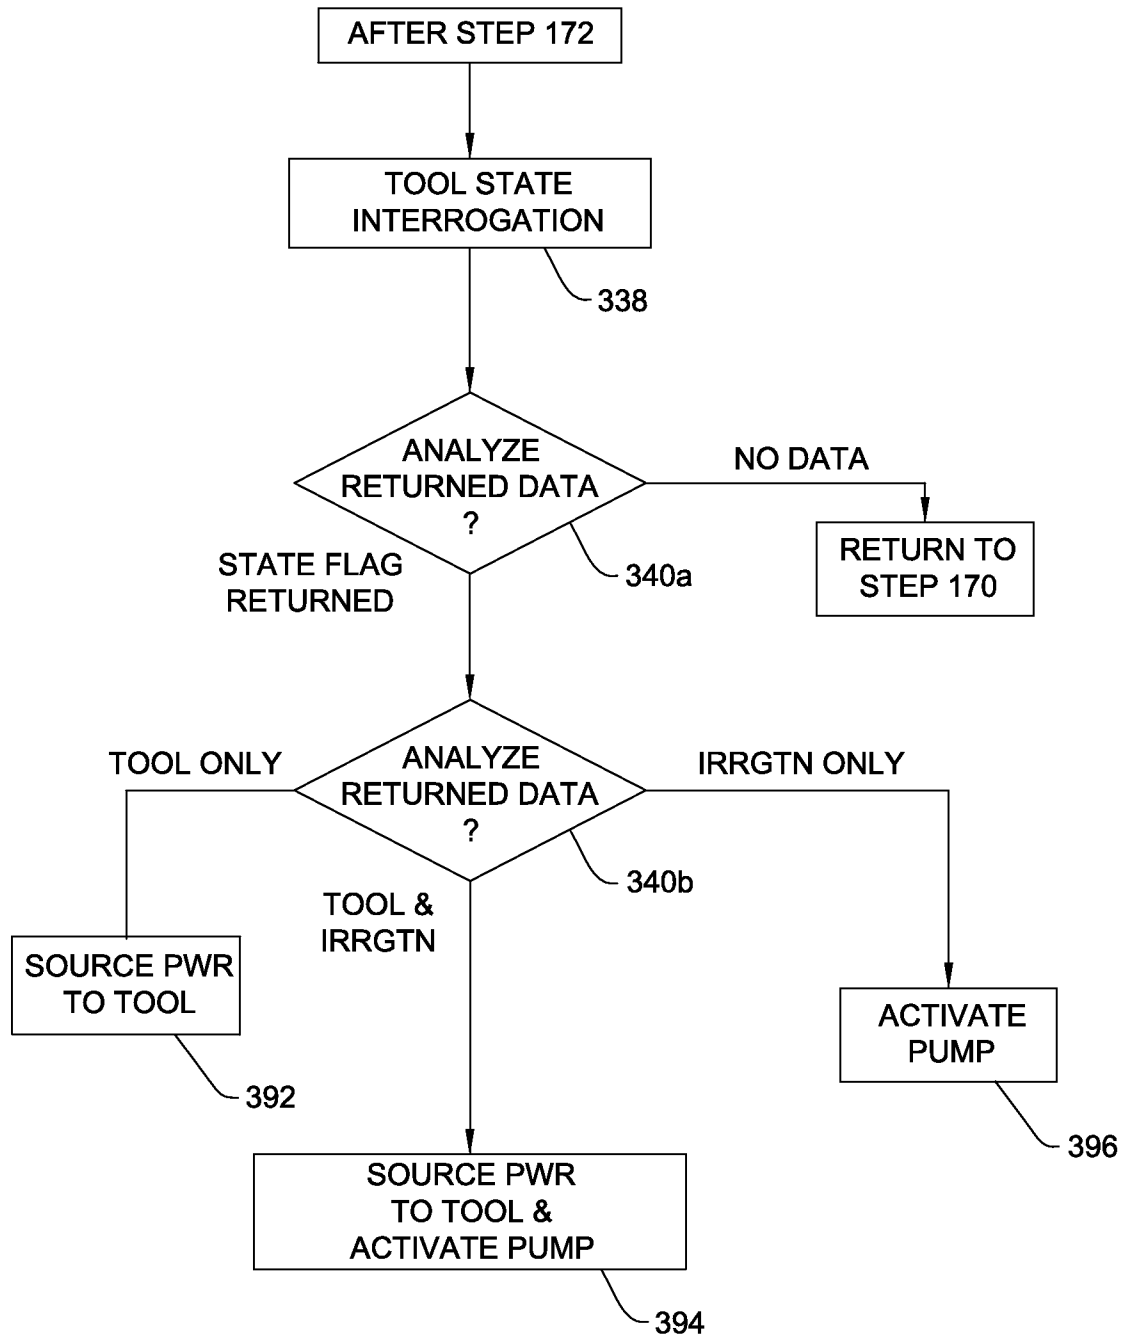 AFTER STEP 172
TOOL STATE
INTERROGATION
338
ANALYZE
RETURNED DATA
?
NO DATA
340a
RETURN TO
STEP 170
STATE FLAG
RETURNED
ANALYZE
RETURNED DATA
?
TOOL ONLY
IRRGTN ONLY
340b
TOOL &
IRRGTN
SOURCE PWR
TO TOOL
392
ACTIVATE
PUMP
396
SOURCE PWR
TO TOOL &
ACTIVATE PUMP
394